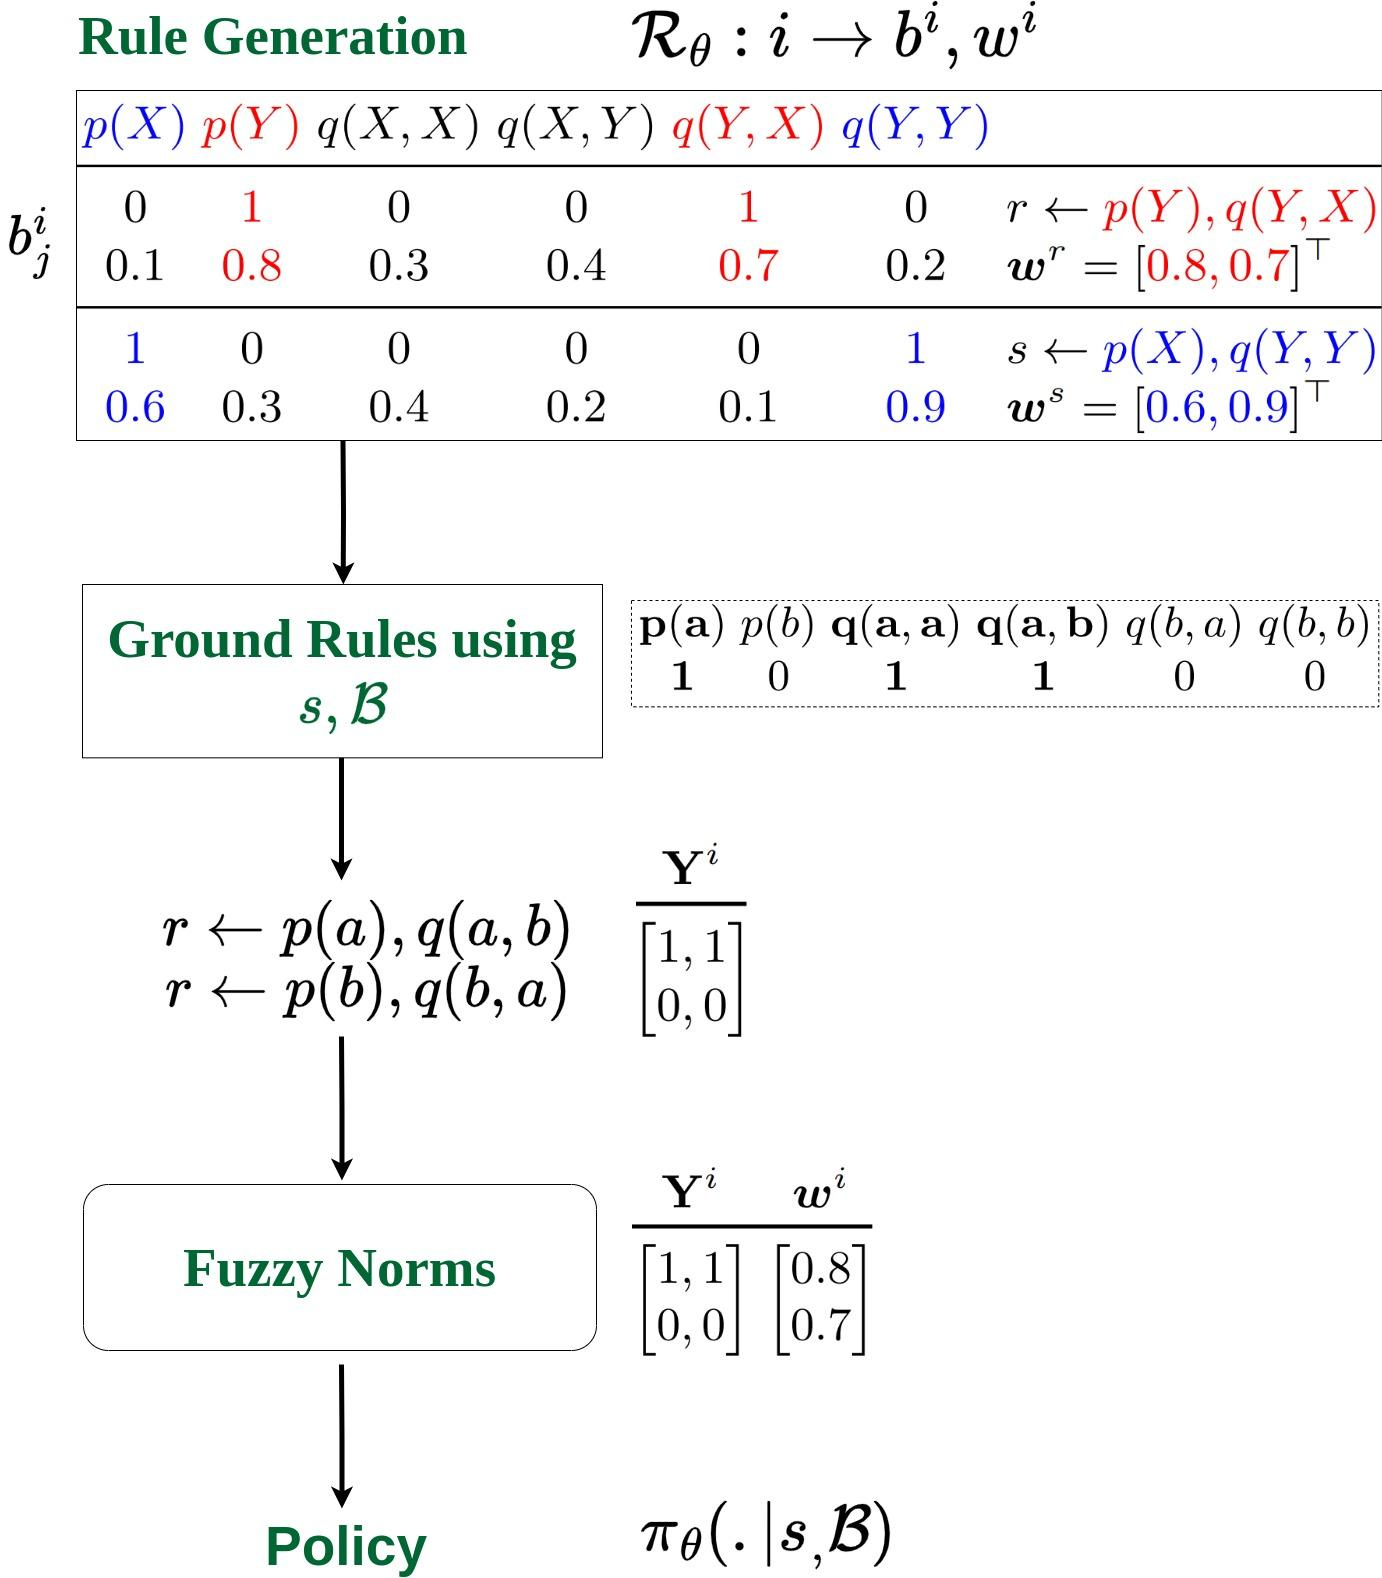 Rule Generation 𝓡_θ : i → b^i, w^i
p(X) p(Y) q(X, X) q(X, Y) q(Y, X) q(Y, Y)
b_j^i
0 1 0 0 1 0 r ← p(Y), q(Y, X)
0.1 0.8 0.3 0.4 0.7 0.2 w^r = [0.8, 0.7]^⊤
1 0 0 0 0 1 s ← p(X), q(Y, Y)
0.6 0.3 0.4 0.2 0.1 0.9 w^s = [0.6, 0.9]^⊤
Ground Rules using
s, 𝓑
p(a) p(b) q(a, a) q(a, b) q(b, a) q(b, b)
1 0 1 1 0 0
Y^i
r ← p(a), q(a, b) [1, 1
r ← p(b), q(b, a) 0, 0]
Y^i w^i
Fuzzy Norms
[1, 1 [0.8
0, 0] 0.7]
Policy π_θ(. | s, 𝓑)